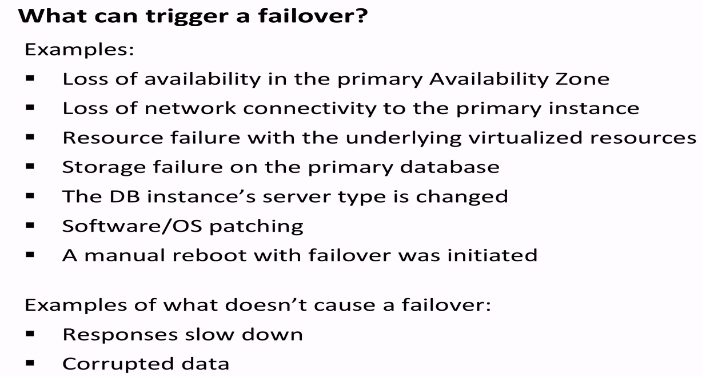 What can trigger a failover?
Examples:
▪ Loss of availability in the primary Availability Zone
▪ Loss of network connectivity to the primary instance
▪ Resource failure with the underlying virtualized resources
▪ Storage failure on the primary database
▪ The DB instance’s server type is changed
▪ Software/OS patching
▪ A manual reboot with failover was initiated
Examples of what doesn’t cause a failover:
▪ Responses slow down
▪ Corrupted data